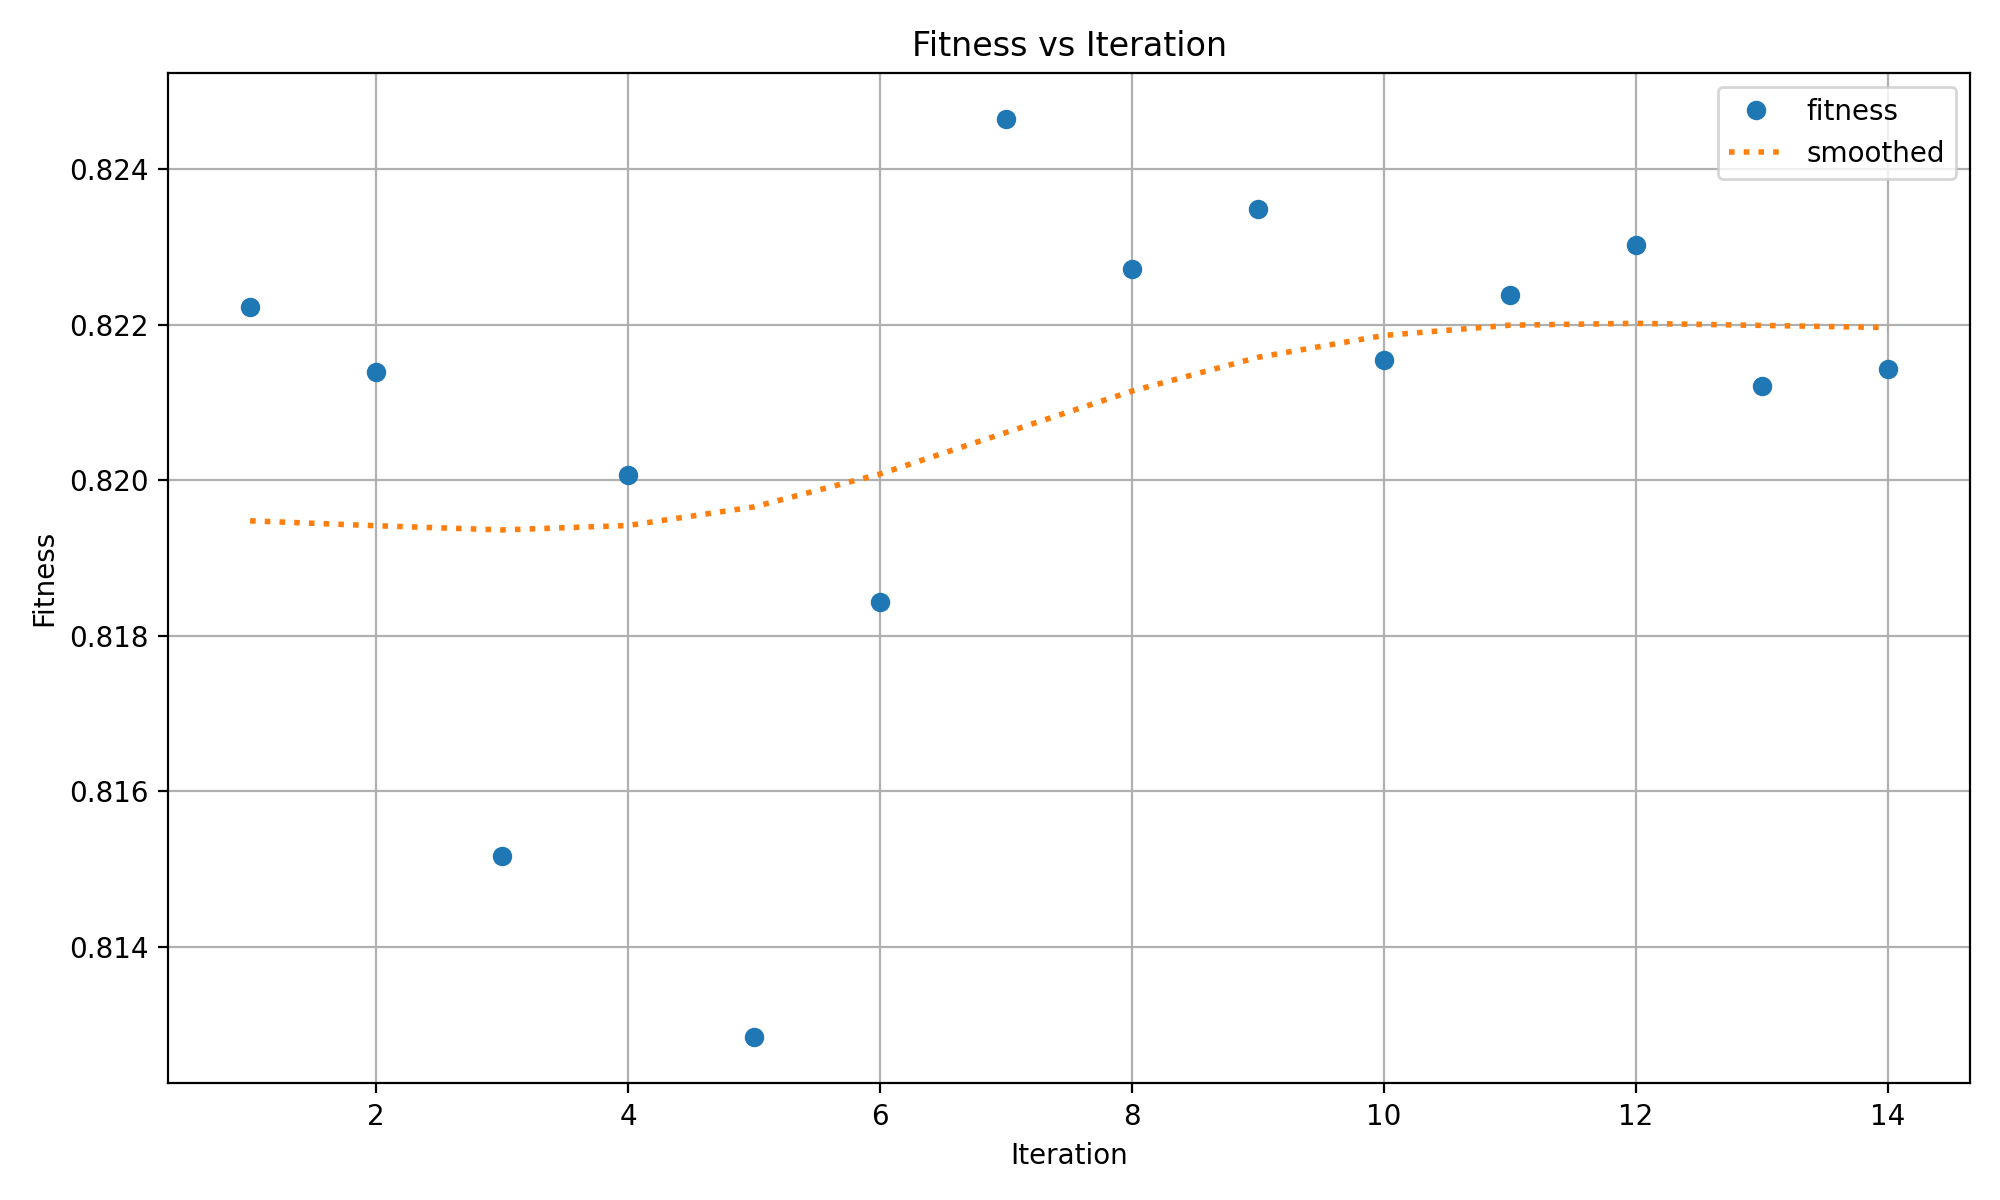 Fitness vs Iteration
fitness
smoothed
0.824
0.822
0.820
0.818
0.816
0.814
Fitness
2 4 6 8 10 12 14
Iteration